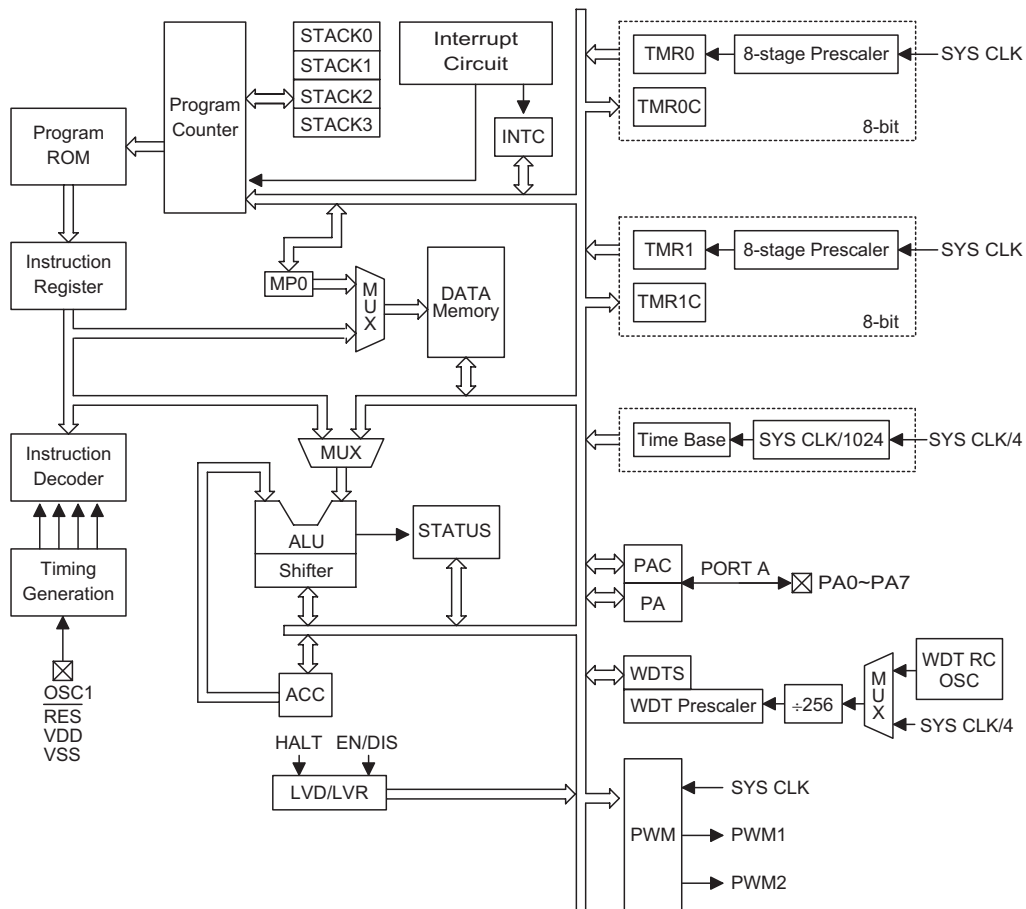 STACK0
STACK1
STACK2
STACK3
Program
Counter
Interrupt
Circuit
INTC
Program
ROM
Instruction
Register
MP0
MUX
DATA
Memory
Instruction
Decoder
MUX
ALU
Shifter
STATUS
Timing
Generation
OSC1
RES
VDD
VSS
ACC
HALT
EN/DIS
LVD/LVR
TMR0
8-stage Prescaler
SYS CLK
TMR0C
8-bit
TMR1
8-stage Prescaler
SYS CLK
TMR1C
8-bit
Time Base
SYS CLK/1024
SYS CLK/4
PAC
PA
PORT A
PA0~PA7
WDTS
WDT Prescaler
÷256
MUX
WDT RC
OSC
SYS CLK/4
PWM
SYS CLK
PWM1
PWM2